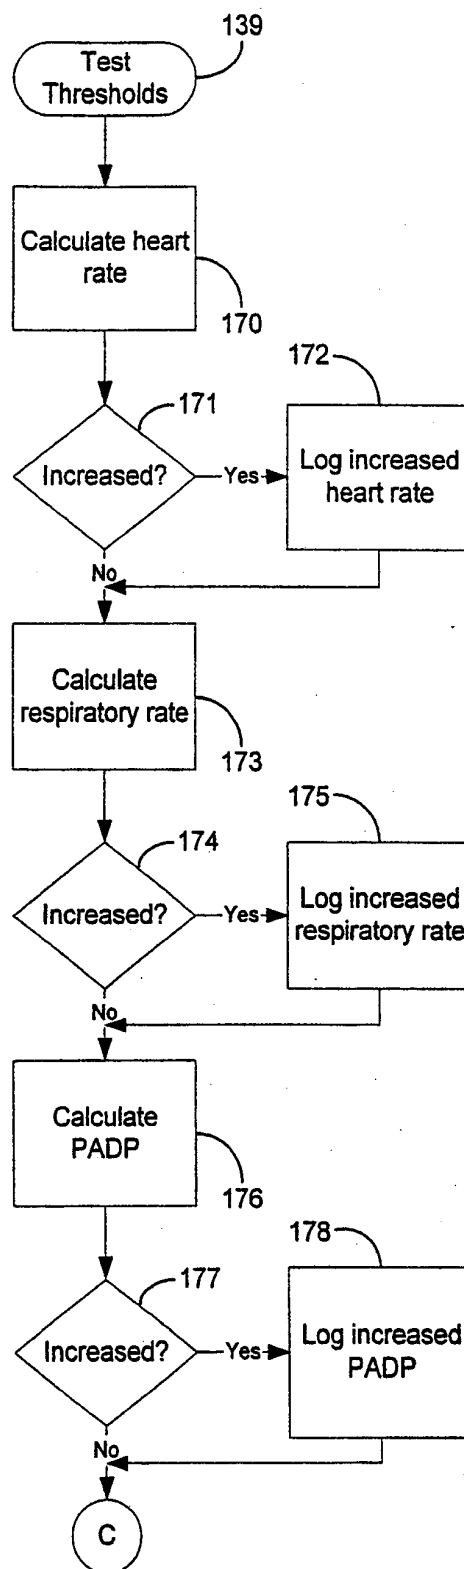 139
Test
Thresholds
Calculate heart
rate
170
171
172
Increased?
Yes
Log increased
heart rate
No
Calculate
respiratory rate
173
174
175
Increased?
Yes
Log increased
respiratory rate
No
Calculate
PADP
176
177
178
Increased?
Yes
Log increased
PADP
No
C